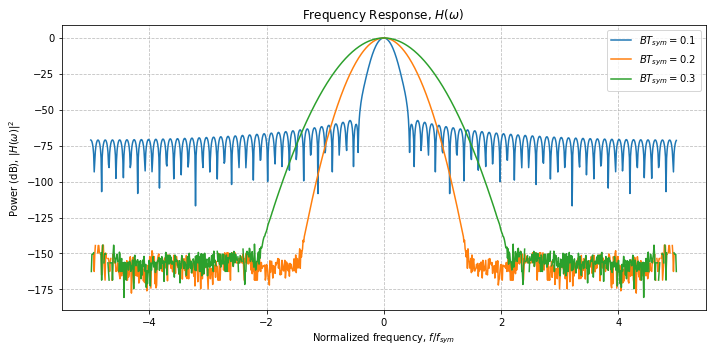 Frequency Response, H(ω)
BT_sym = 0.1
BT_sym = 0.2
BT_sym = 0.3
Power (dB), |H(ω)|²
0
−25
−50
−75
−100
−125
−150
−175
−4 −2 0 2 4
Normalized frequency, f/f_sym